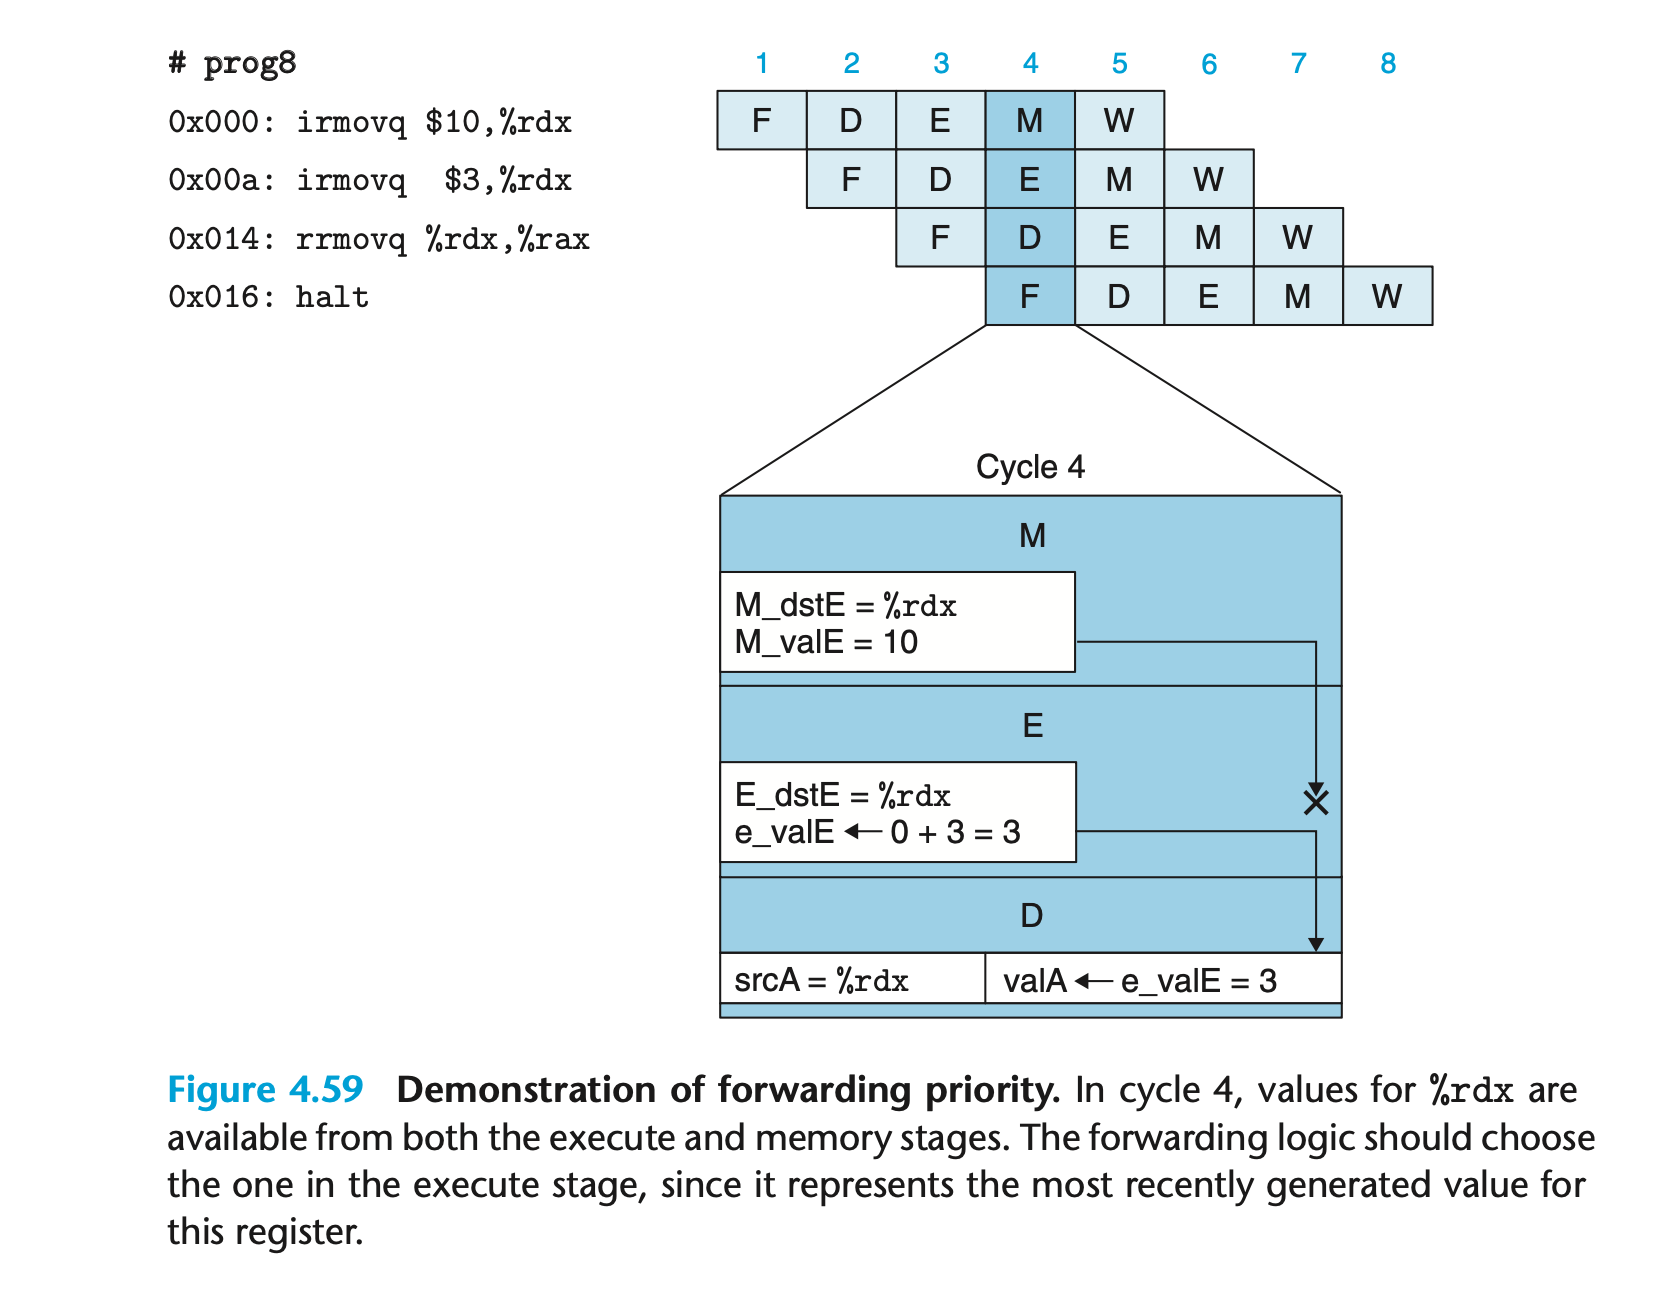 # prog8
1 2 3 4 5 6 7 8
0x000: irmovq $10,%rdx F D E M W
0x00a: irmovq  $3,%rdx F D E M W
0x014: rrmovq %rdx,%rax F D E M W
0x016: halt F D E M W
Cycle 4
M
M_dstE = %rdx
M_valE = 10
E
E_dstE = %rdx
e_valE ← 0 + 3 = 3
D
srcA = %rdx valA ← e_valE = 3
Figure 4.59 Demonstration of forwarding priority. In cycle 4, values for %rdx are
available from both the execute and memory stages. The forwarding logic should choose
the one in the execute stage, since it represents the most recently generated value for
this register.